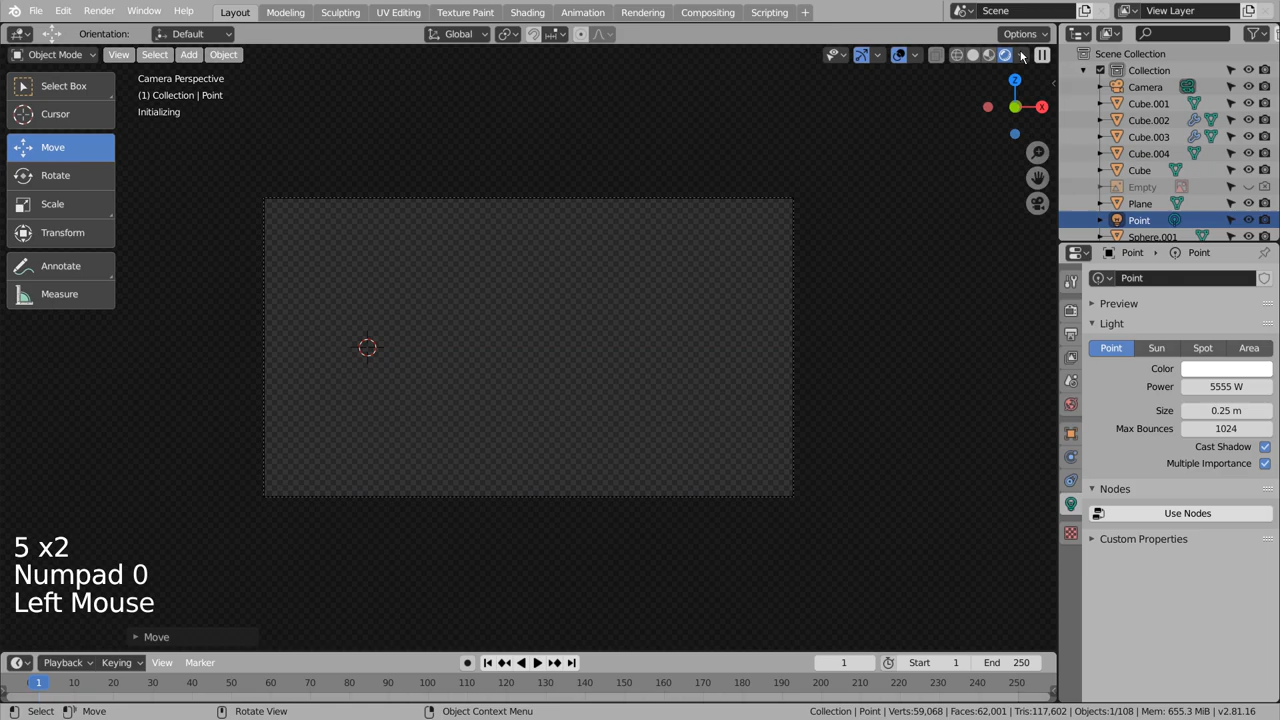 File Edit Render Window Help Layout Modeling Sculpting UV Editing Texture Paint Shading Animation Rendering Compositing Scripting + Scene View Layer
Orientation: Default Global Options
Object Mode View Select Add Object
Scene Collection
Collection
Camera
Cube.001
Cube.002
Cube.003
Cube.004
Cube
Empty
Plane
Point
Sphere.001
Select Box
Cursor
Move
Rotate
Scale
Transform
Annotate
Measure
Camera Perspective
(1) Collection | Point
Initializing
Z
X
Point Point
Point
Preview
Light
Point Sun Spot Area
Color
Power 5555 W
Size 0.25 m
Max Bounces 1024
Cast Shadow
Multiple Importance
Nodes
Use Nodes
Custom Properties
5 x2
Numpad 0
Left Mouse
Move
Playback Keying View Marker 1 Start 1 End 250
1 10 20 30 40 50 60 70 80 90 100 110 120 130 140 150 160 170 180 190 200 210 220 230 240 250
Select Move Rotate View Object Context Menu Collection | Point | Verts:59,068 | Faces:62,001 | Tris:117,602 | Objects:1/108 | Mem: 655.3 MiB | v2.81.16